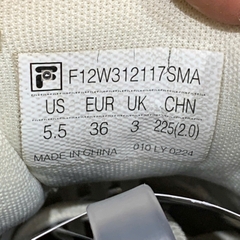 F12W312117SMA
US EUR UK CHN
5.5 36 3 225(2.0)
MADE IN CHINA 010 LY 0224